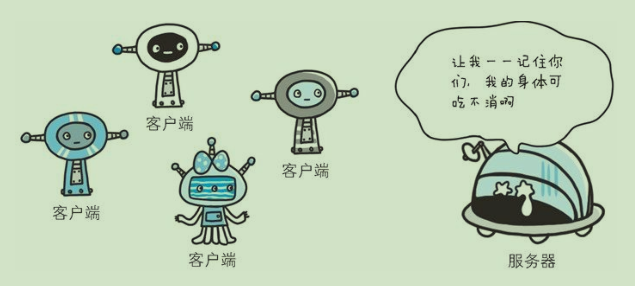 让我一一记住你
们，我的身体可
吃不消啊
客户端
客户端
客户端
客户端
服务器